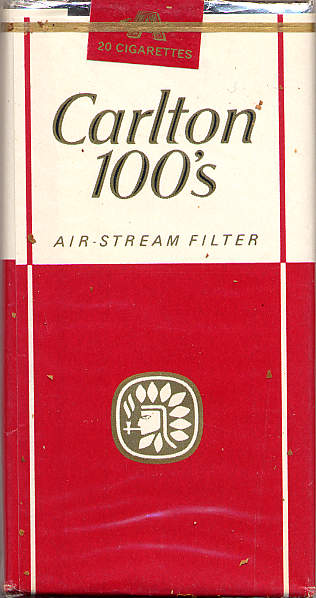 A
20 CIGARETTES
Carlton
100's
AIR-STREAM FILTER